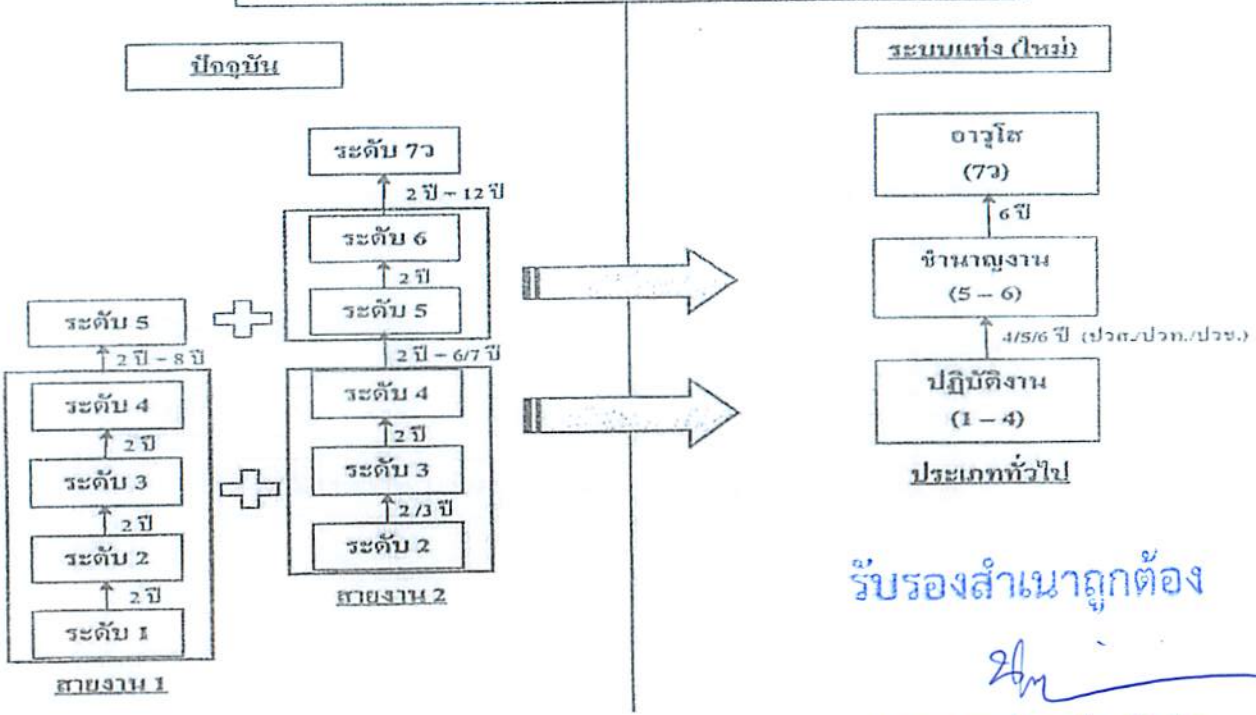 ปัจจุบัน
ระดับ 5
2 ปี – 8 ปี
ระดับ 4
2 ปี
ระดับ 3
2 ปี
ระดับ 2
2 ปี
ระดับ 1
สายงาน 1
ระดับ 7ว
2 ปี – 12 ปี
ระดับ 6
2 ปี
ระดับ 5
2 ปี – 6/7 ปี
ระดับ 4
2 ปี
ระดับ 3
2 /3 ปี
ระดับ 2
สายงาน 2
ระบบแท่ง (ใหม่)
อาวุโส
(7ว)
6 ปี
ชำนาญงาน
(5 – 6)
4/5/6 ปี (ปวส./ปวท./ปวช.)
ปฏิบัติงาน
(1 – 4)
ประเภททั่วไป
รับรองสำเนาถูกต้อง